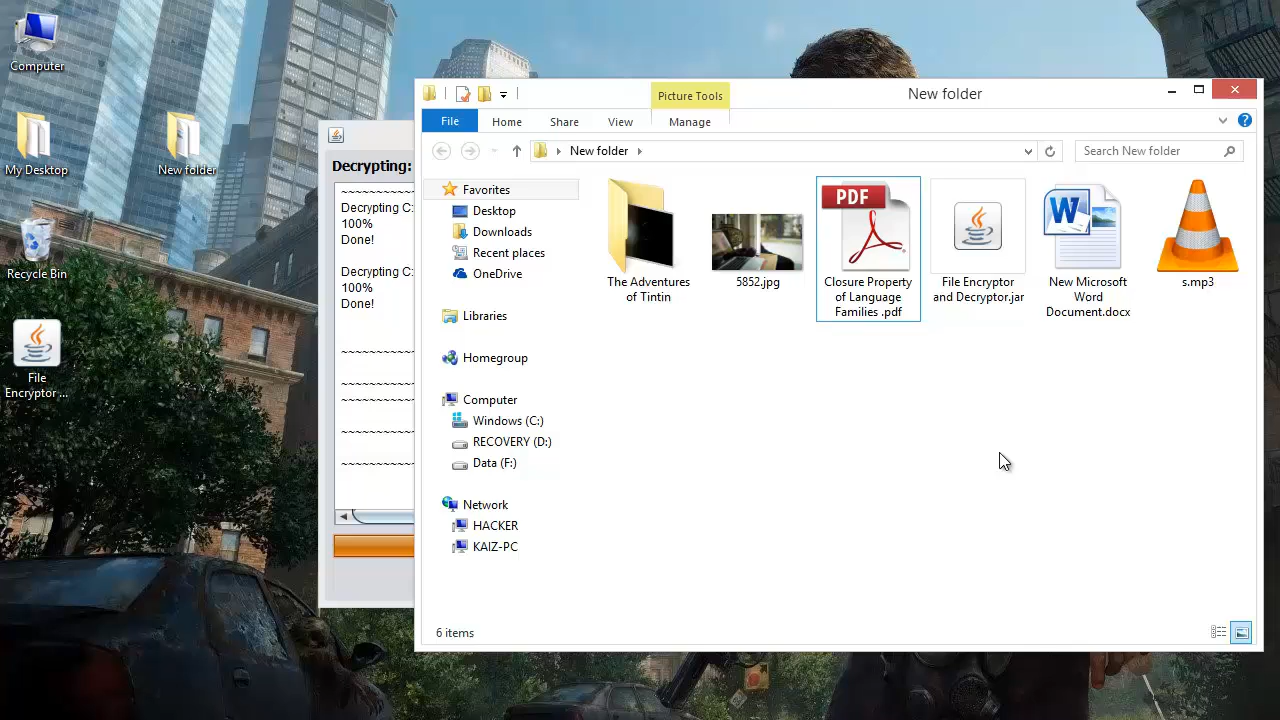 Computer
My Desktop
New folder
Recycle Bin
File
Encryptor ...
Decrypting:
~~~~~~~~~~~~~~
Decrypting C:
100%
Done!
Decrypting C:
100%
Done!
~~~~~~~~~~~~~~
~~~~~~~~~~~~~~
~~~~~~~~~~~~~~
~~~~~~~~~~~~~~
~~~~~~~~~~~~~~
Picture Tools
New folder
File
Home
Share
View
Manage
New folder
Search New folder
Favorites
Desktop
Downloads
Recent places
OneDrive
Libraries
Homegroup
Computer
Windows (C:)
RECOVERY (D:)
Data (F:)
Network
HACKER
KAIZ-PC
The Adventures
of Tintin
5852.jpg
PDF
Closure Property
of Language
Families .pdf
File Encryptor
and Decryptor.jar
W
New Microsoft
Word
Document.docx
s.mp3
6 items